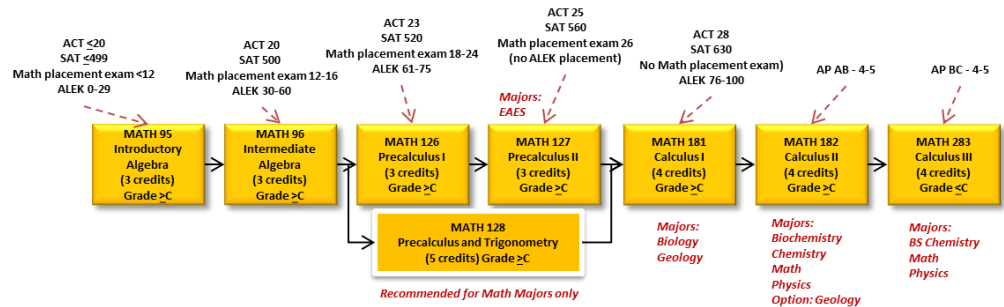 ACT <20
SAT <499
Math placement exam <12
ALEK 0-29
ACT 20
SAT 500
Math placement exam 12-16
ALEK 30-60
ACT 23
SAT 520
Math placement exam 18-24
ALEK 61-75
ACT 25
SAT 560
Math placement exam 26
(no ALEK placement)
ACT 28
SAT 630
No Math placement exam)
ALEK 76-100
AP AB - 4-5
AP BC - 4-5
Majors:
EAES
MATH 95
Introductory
Algebra
(3 credits)
Grade >C
MATH 96
Intermediate
Algebra
(3 credits)
Grade >C
MATH 126
Precalculus I
(3 credits)
Grade >C
MATH 127
Precalculus II
(3 credits)
Grade >C
MATH 181
Calculus I
(4 credits)
Grade >C
MATH 182
Calculus II
(4 credits)
Grade >C
MATH 283
Calculus III
(4 credits)
Grade <C
MATH 128
Precalculus and Trigonometry
(5 credits) Grade >C
Recommended for Math Majors only
Majors:
Biology
Geology
Majors:
Biochemistry
Chemistry
Math
Physics
Option: Geology
Majors:
BS Chemistry
Math
Physics